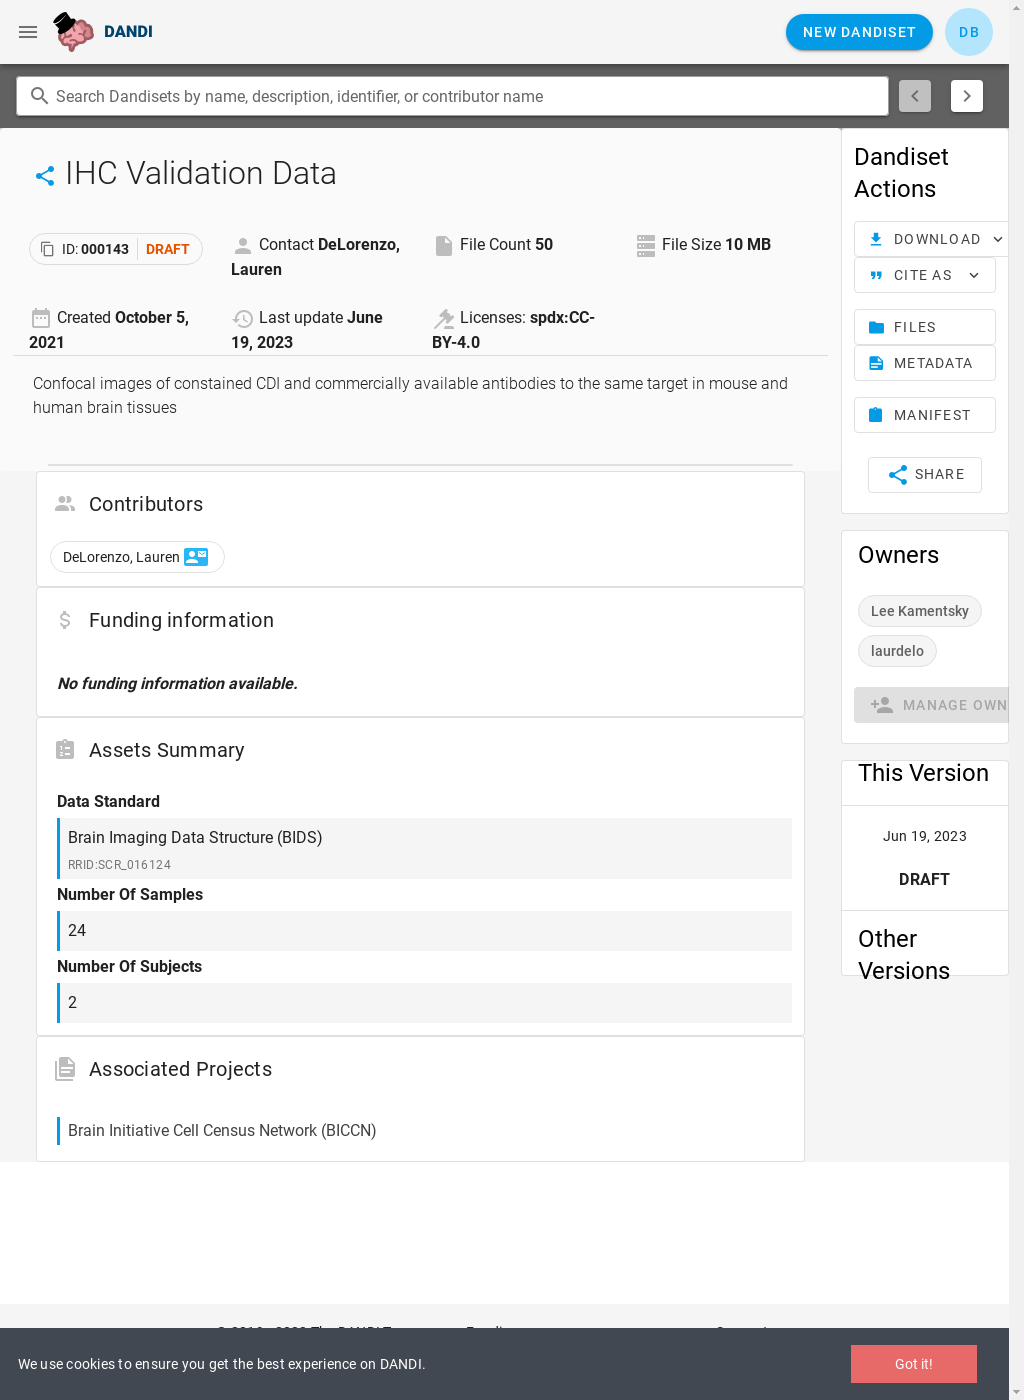 DANDI
NEW DANDISET
DB
Search Dandisets by name, description, identifier, or contributor name
IHC Validation Data
ID: 000143 DRAFT
Contact DeLorenzo, Lauren
File Count 50
File Size 10 MB
Created October 5, 2021
Last update June 19, 2023
Licenses: spdx:CC-BY-4.0
Confocal images of constained CDI and commercially available antibodies to the same target in mouse and
human brain tissues
Contributors
DeLorenzo, Lauren
Funding information
No funding information available.
Assets Summary
Data Standard
Brain Imaging Data Structure (BIDS)
RRID:SCR_016124
Number Of Samples
24
Number Of Subjects
2
Associated Projects
Brain Initiative Cell Census Network (BICCN)
Dandiset
Actions
DOWNLOAD
CITE AS
FILES
METADATA
MANIFEST
SHARE
Owners
Lee Kamentsky
laurdelo
MANAGE OWN
This Version
Jun 19, 2023
DRAFT
Other
Versions
We use cookies to ensure you get the best experience on DANDI.
Got it!